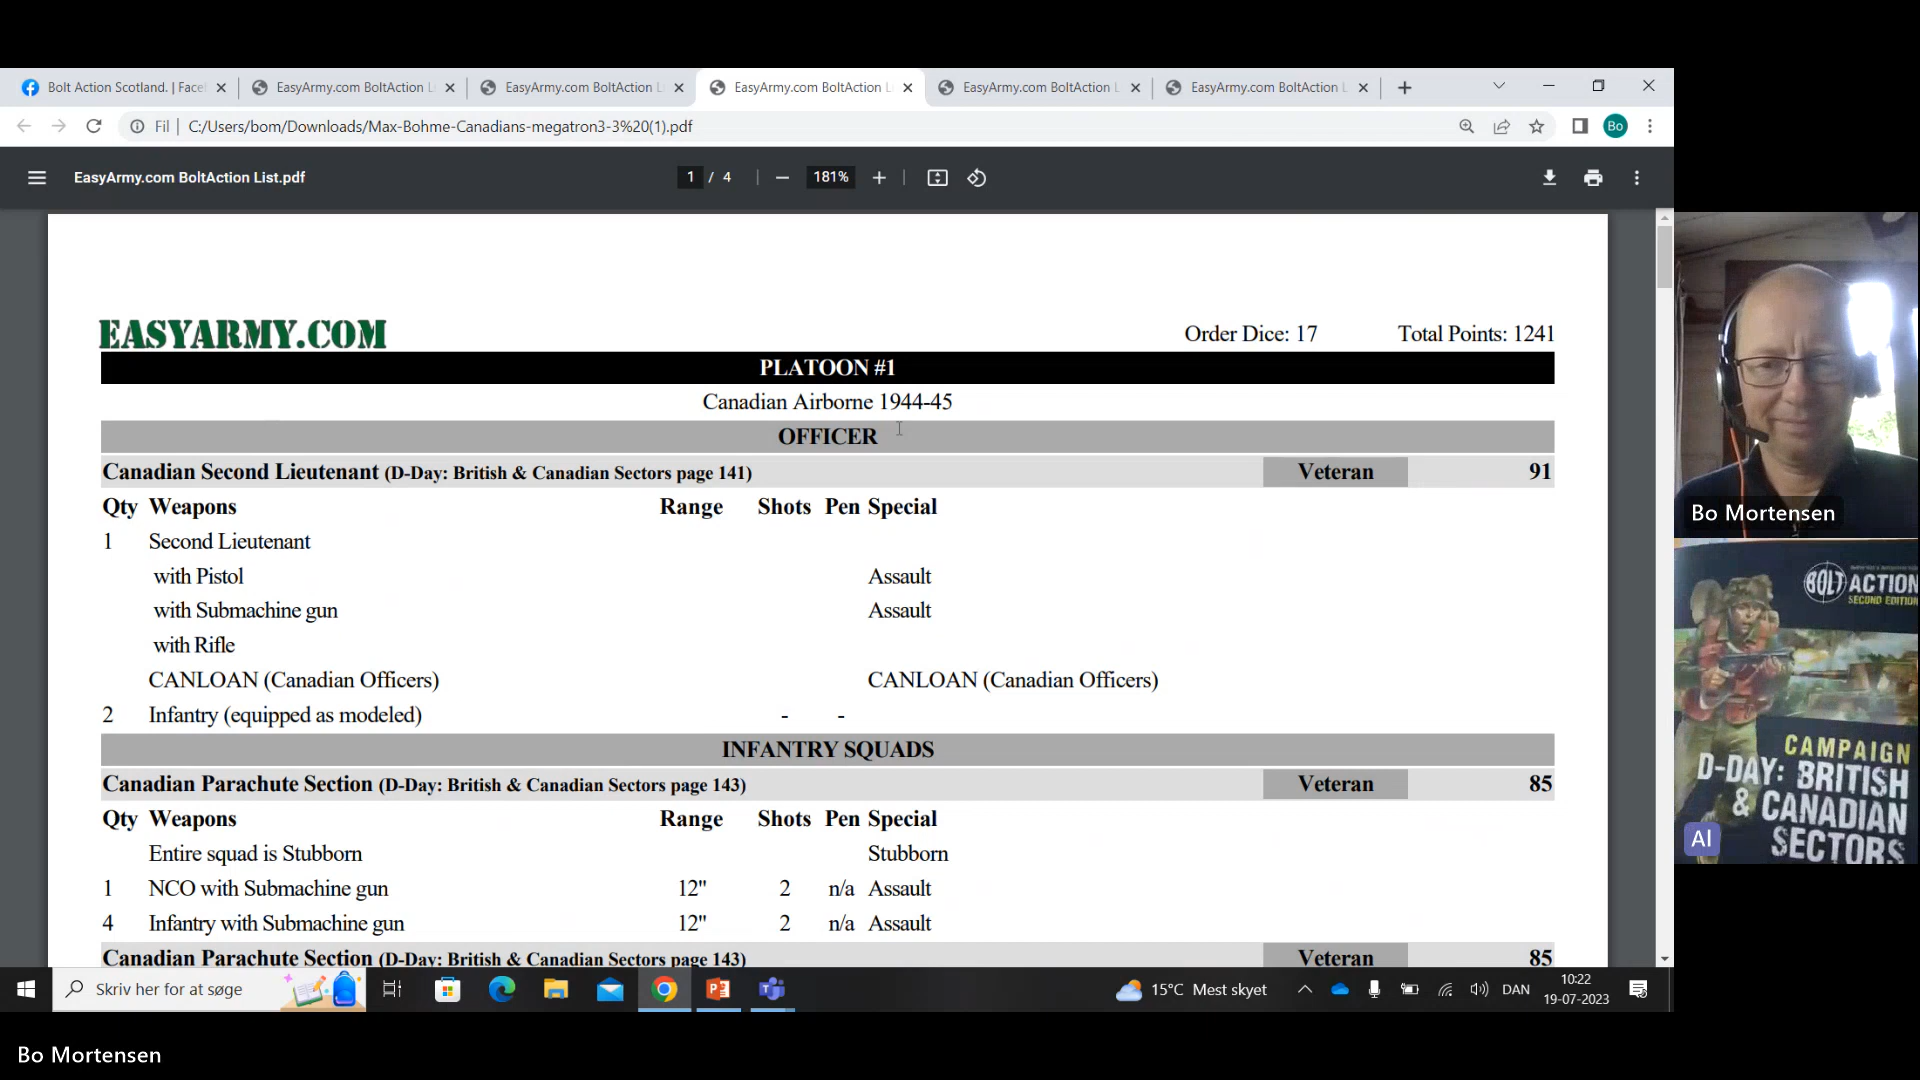 Bolt Action Scotland. | Face
EasyArmy.com BoltAction L
EasyArmy.com BoltAction L
EasyArmy.com BoltAction L
EasyArmy.com BoltAction L
EasyArmy.com BoltAction L
Fil | C:/Users/bom/Downloads/Max-Bohme-Canadians-megatron3-3%20(1).pdf
Bo
EasyArmy.com BoltAction List.pdf
1 / 4
181%
EASYARMY.COM
Order Dice: 17
Total Points: 1241
PLATOON #1
Canadian Airborne 1944-45
OFFICER
Canadian Second Lieutenant (D-Day: British & Canadian Sectors page 141) Veteran 91
Qty Weapons Range Shots Pen Special
1 Second Lieutenant
with Pistol Assault
with Submachine gun Assault
with Rifle
CANLOAN (Canadian Officers) CANLOAN (Canadian Officers)
2 Infantry (equipped as modeled) - -
INFANTRY SQUADS
Canadian Parachute Section (D-Day: British & Canadian Sectors page 143) Veteran 85
Qty Weapons Range Shots Pen Special
Entire squad is Stubborn Stubborn
1 NCO with Submachine gun 12" 2 n/a Assault
4 Infantry with Submachine gun 12" 2 n/a Assault
Canadian Parachute Section (D-Day: British & Canadian Sectors page 143) Veteran 85
Skriv her for at søge
15°C Mest skyet
DAN
10:22
19-07-2023
Bo Mortensen
BOLT ACTION
SECOND EDITION
CAMPAIGN
D-DAY: BRITISH
& CANADIAN
SECTORS
Al
Bo Mortensen